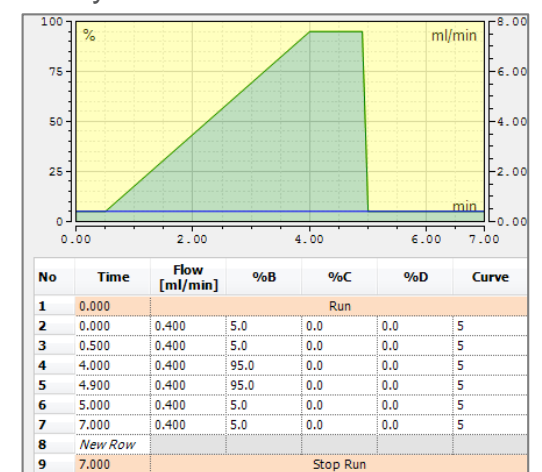 100 % ml/min 8.00
75 6.00
50 4.00
25 2.00
0 min 0.00
0.00 2.00 4.00 6.00 7.00
No Time Flow [ml/min] %B %C %D Curve
1 0.000 Run
2 0.000 0.400 5.0 0.0 0.0 5
3 0.500 0.400 5.0 0.0 0.0 5
4 4.000 0.400 95.0 0.0 0.0 5
5 4.900 0.400 95.0 0.0 0.0 5
6 5.000 0.400 5.0 0.0 0.0 5
7 7.000 0.400 5.0 0.0 0.0 5
8 New Row
9 7.000 Stop Run